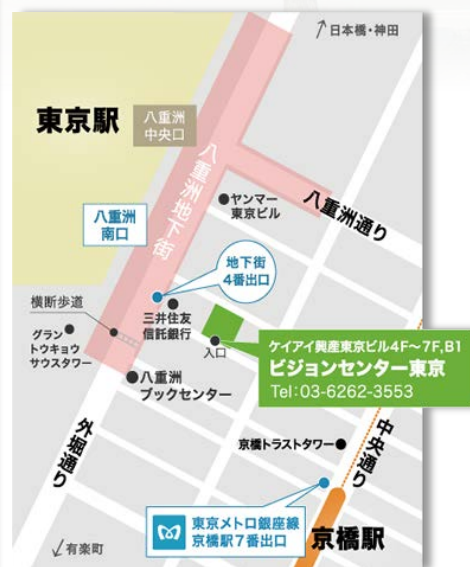 ↗日本橋・神田
東京駅
八重洲
中央口
八重洲地下街
ヤンマー
東京ビル
八重洲通り
八重洲
南口
地下街
4番出口
横断歩道
三井住友
信託銀行
グラン
トウキョウ
サウスタワー
入口
ケイアイ興産東京ビル4F〜7F,B1
ビジョンセンター東京
Tel:03-6262-3553
八重洲
ブックセンター
外堀通り
中央通り
京橋トラストタワー
東京メトロ銀座線
京橋駅7番出口
京橋駅
↙有楽町